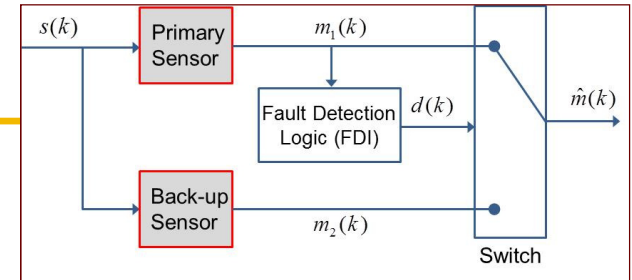 s(k)
Primary
Sensor
m₁(k)
Fault Detection
Logic (FDI)
d(k)
m̂(k)
Back-up
Sensor
m₂(k)
Switch